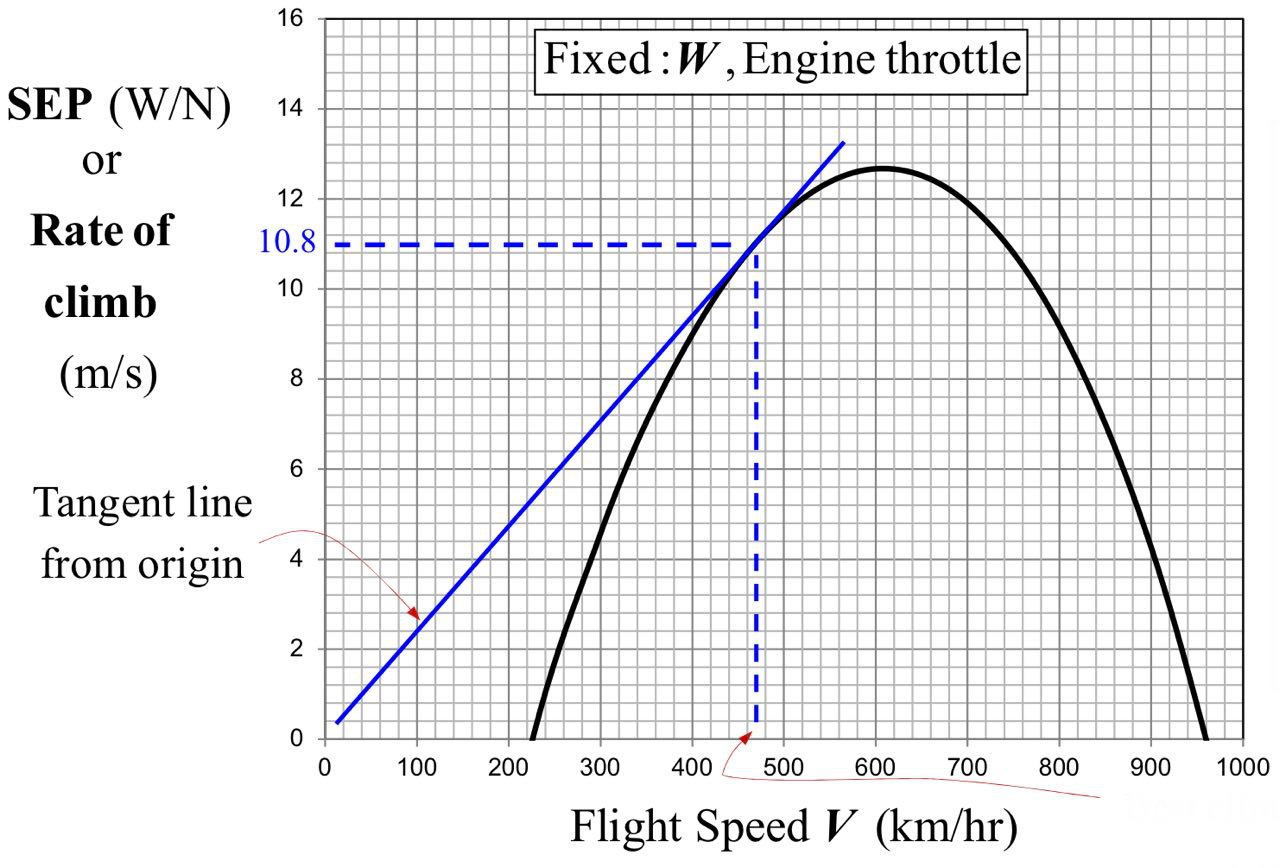 Fixed : W , Engine throttle
SEP (W/N)
or
Rate of
climb
(m/s)
10.8
Tangent line
from origin
16
14
12
10
8
6
4
2
0
0 100 200 300 400 500 600 700 800 900 1000
Flight Speed V (km/hr)